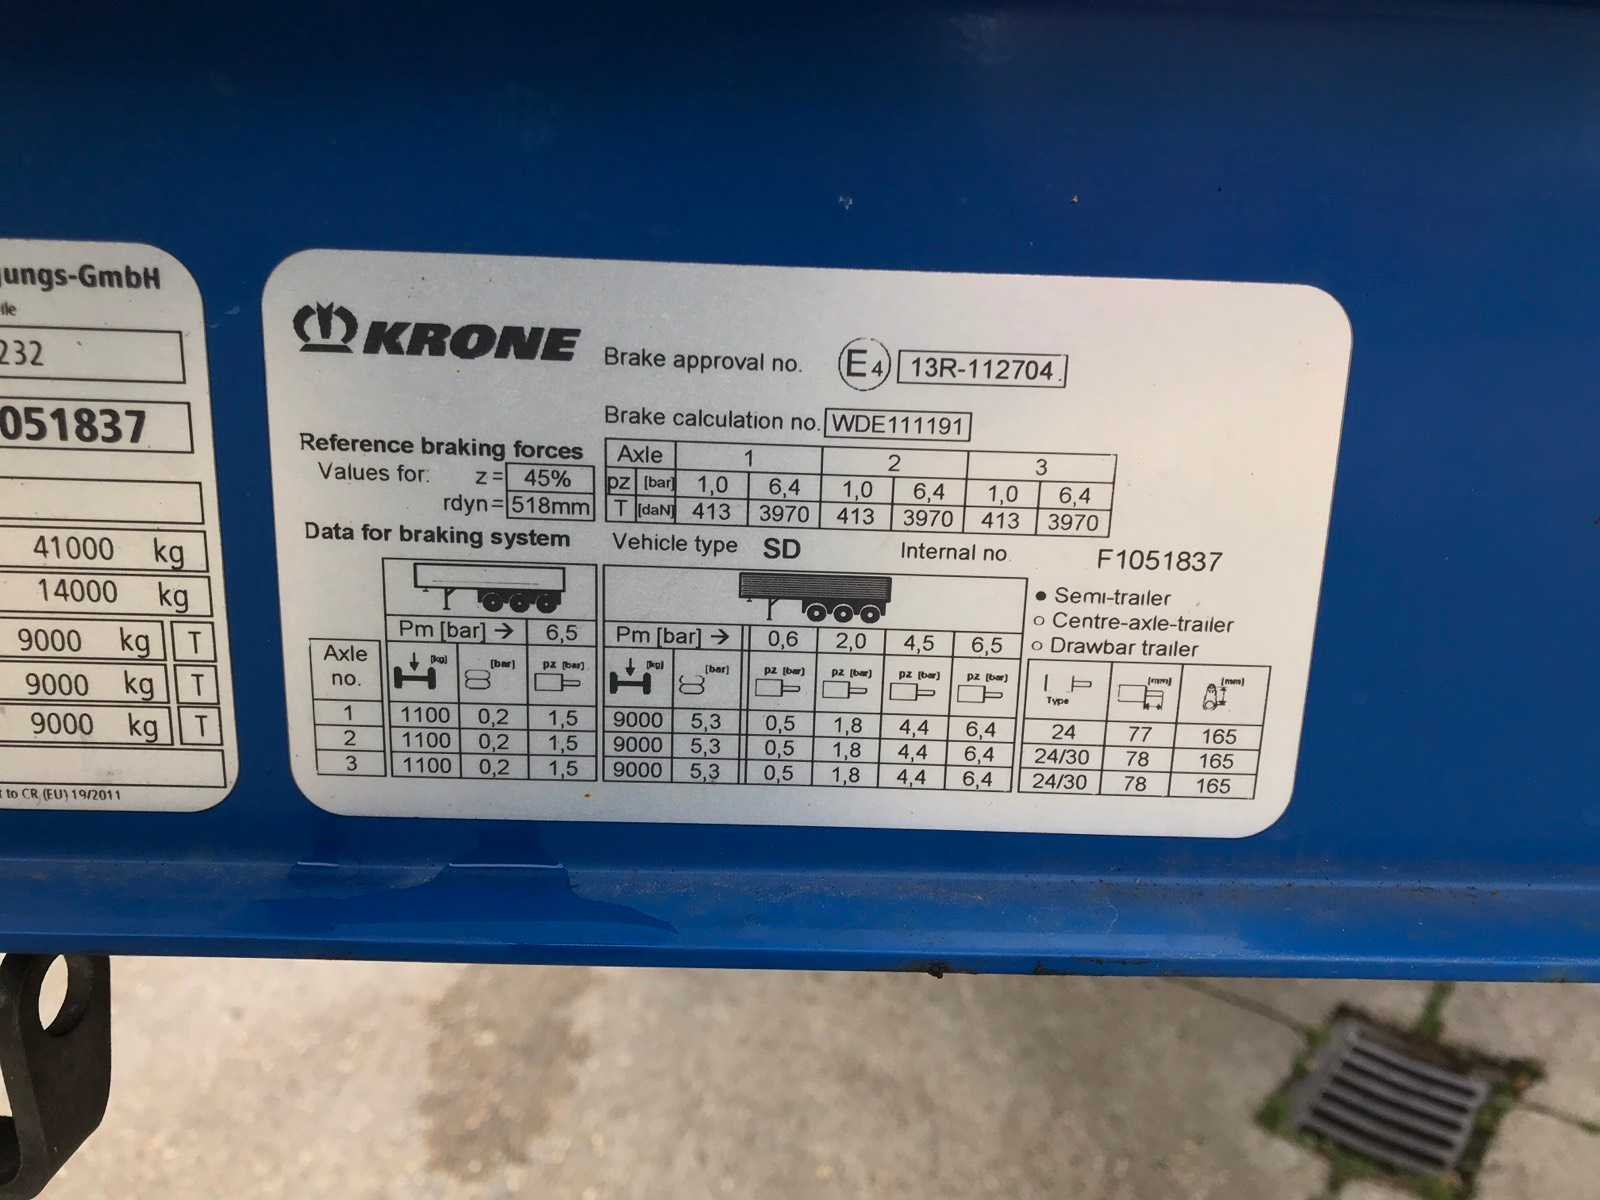 ungs-GmbH
232
051837
41000 kg
14000 kg
9000 kg T
9000 kg T
9000 kg T
to CR (EU) 19/2011
KRONE
Brake approval no. E4 13R-112704
Brake calculation no. WDE111191
Reference braking forces
Values for: z= 45%
rdyn= 518mm
Axle 1 2 3
pz [bar] 1,0 6,4 1,0 6,4 1,0 6,4
T [daN] 413 3970 413 3970 413 3970
Data for braking system Vehicle type SD Internal no. F1051837
Semi-trailer
Centre-axle-trailer
Drawbar trailer
Pm [bar] → 6,5 Pm [bar] → 0,6 2,0 4,5 6,5
Axle no. [kg] [bar] pz [bar] [kg] [bar] pz [bar] pz [bar] pz [bar] pz [bar] Type [mm] [mm]
1 1100 0,2 1,5 9000 5,3 0,5 1,8 4,4 6,4 24 77 165
2 1100 0,2 1,5 9000 5,3 0,5 1,8 4,4 6,4 24/30 78 165
3 1100 0,2 1,5 9000 5,3 0,5 1,8 4,4 6,4 24/30 78 165